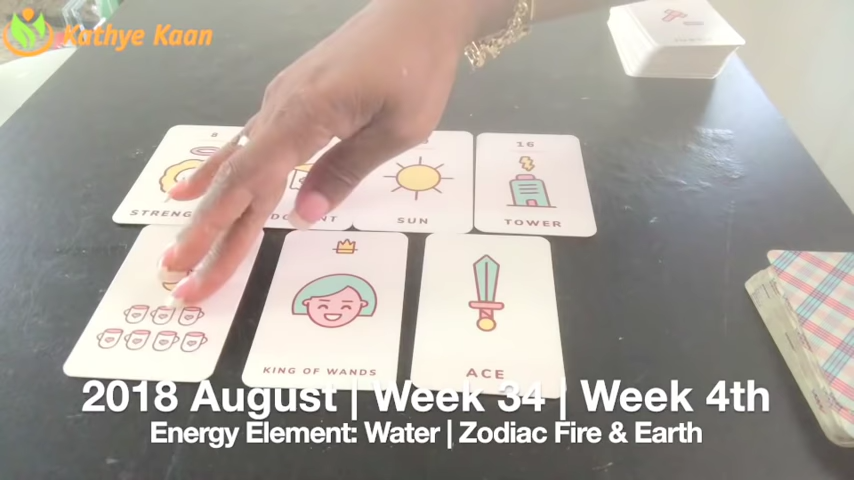 Kathye Kaan
8
16
STRENG
SUN
TOWER
KING OF WANDS
ACE
2018 August | Week 34 | Week 4th
Energy Element: Water | Zodiac Fire & Earth